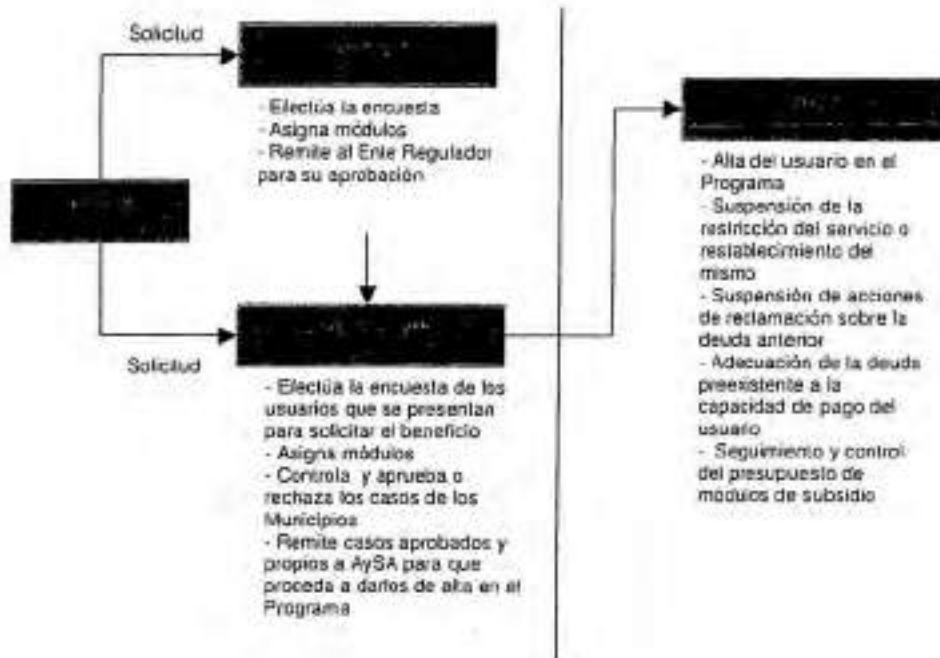 Solicitud
- Efectúa la encuesta
- Asigna módulos
- Remite al Ente Regulador
para su aprobación
Solicitud
- Efectúa la encuesta de los
usuarios que se presentan
para solicitar el beneficio
- Asigna módulos
- Controla y aprueba o
rechaza los casos de los
Municipios
- Remite casos aprobados y
propios a AySA para que
proceda a darlos de alta en el
Programa
- Alta del usuario en el
Programa
- Suspensión de la
restricción del servicio o
restablecimiento del
mismo
- Suspensión de acciones
de reclamación sobre la
deuda anterior
- Adecuación de la deuda
preexistente a la
capacidad de pago del
usuario
- Seguimiento y control
del presupuesto de
módulos de subsidio